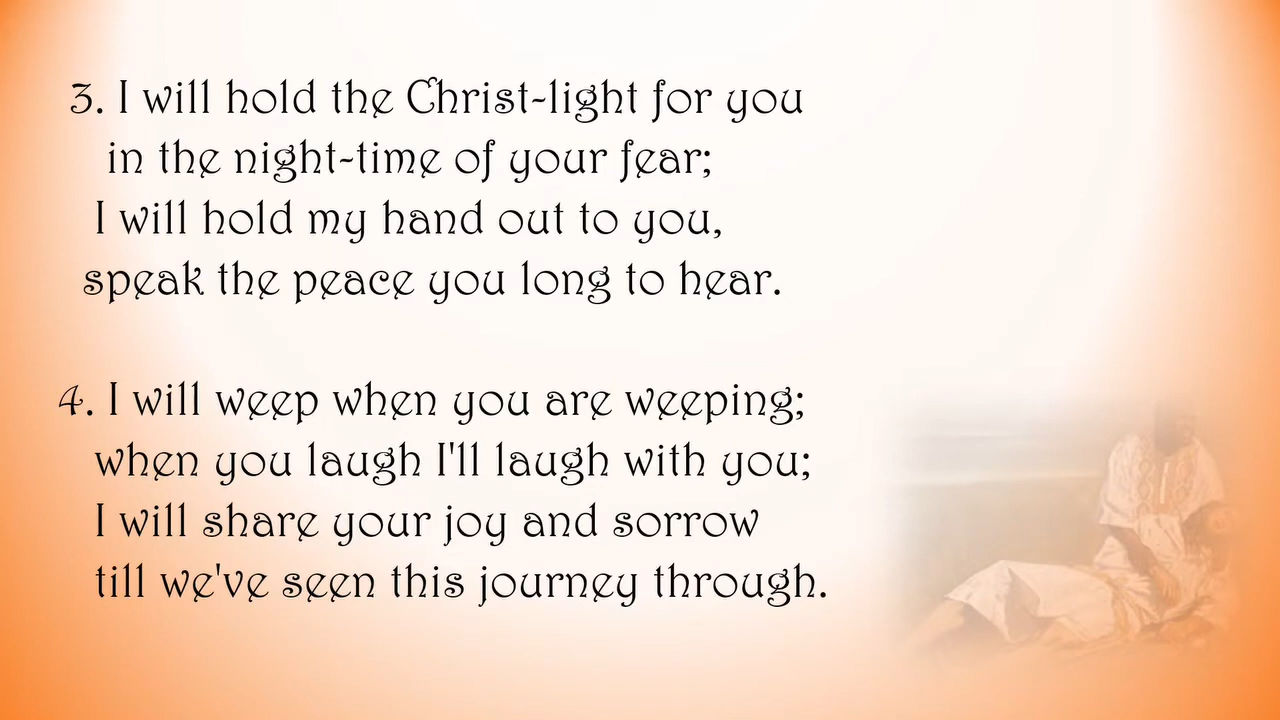 3. I will hold the Christ-light for you
in the night-time of your fear;
I will hold my hand out to you,
speak the peace you long to hear.
4. I will weep when you are weeping;
when you laugh I'll laugh with you;
I will share your joy and sorrow
till we've seen this journey through.